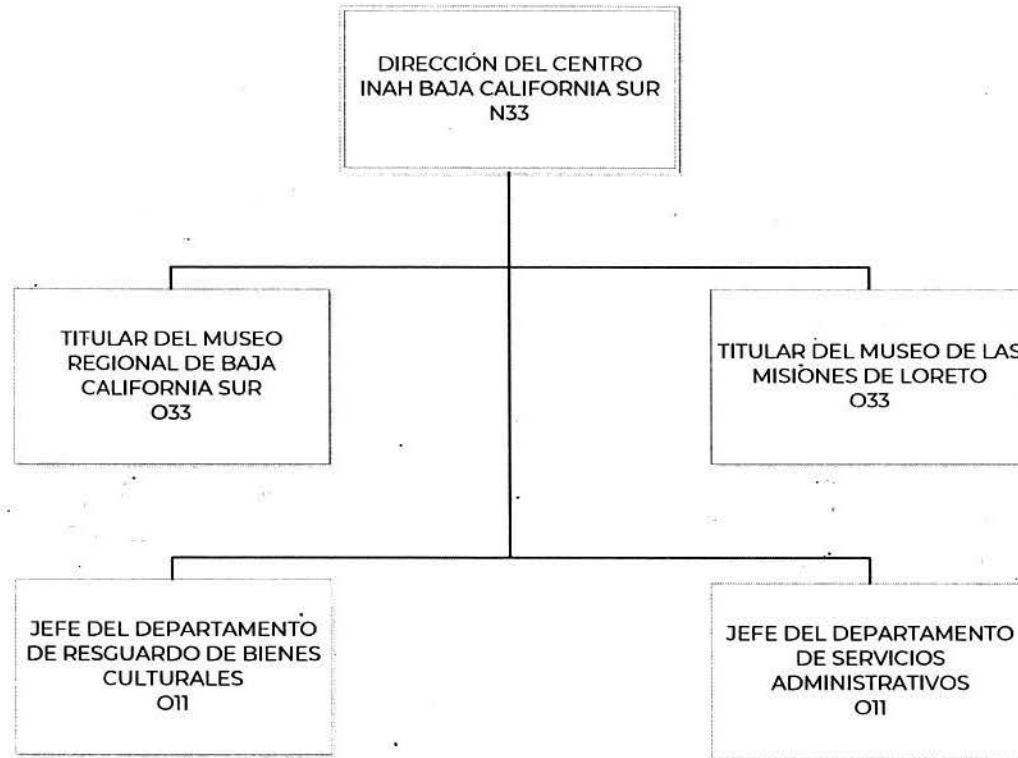 DIRECCIÓN DEL CENTRO
INAH BAJA CALIFORNIA SUR
N33
TITULAR DEL MUSEO
REGIONAL DE BAJA
CALIFORNIA SUR
O33
TITULAR DEL MUSEO DE LAS
MISIONES DE LORETO
O33
JEFE DEL DEPARTAMENTO
DE RESGUARDO DE BIENES
CULTURALES
O11
JEFE DEL DEPARTAMENTO
DE SERVICIOS
ADMINISTRATIVOS
O11